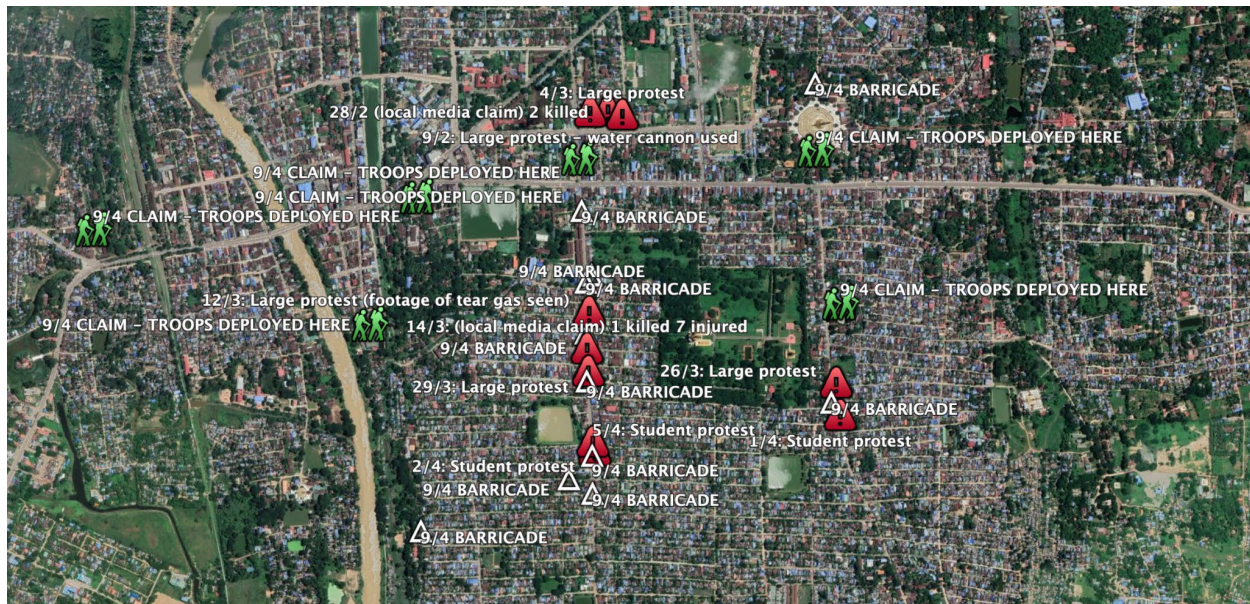 9/4 BARRICADE
4/3: Large protest
28/2 (local media claim) 2 killed
9/2: Large protest – water cannon used
9/4 CLAIM – TROOPS DEPLOYED HERE
9/4 CLAIM – TROOPS DEPLOYED HERE
9/4 CLAIM – TROOPS DEPLOYED HERE
9/4 CLAIM – TROOPS DEPLOYED HERE
9/4 BARRICADE
9/4 BARRICADE
9/4 BARRICADE
9/4 CLAIM – TROOPS DEPLOYED HERE
12/3: Large protest (footage of tear gas seen)
9/4 CLAIM – TROOPS DEPLOYED HERE
14/3: (local media claim) 1 killed 7 injured
9/4 BARRICADE
26/3: Large protest
29/3: Large protest
9/4 BARRICADE
9/4 BARRICADE
5/4: Student protest
1/4: Student protest
2/4: Student protest
9/4 BARRICADE
9/4 BARRICADE
9/4 BARRICADE
9/4 BARRICADE